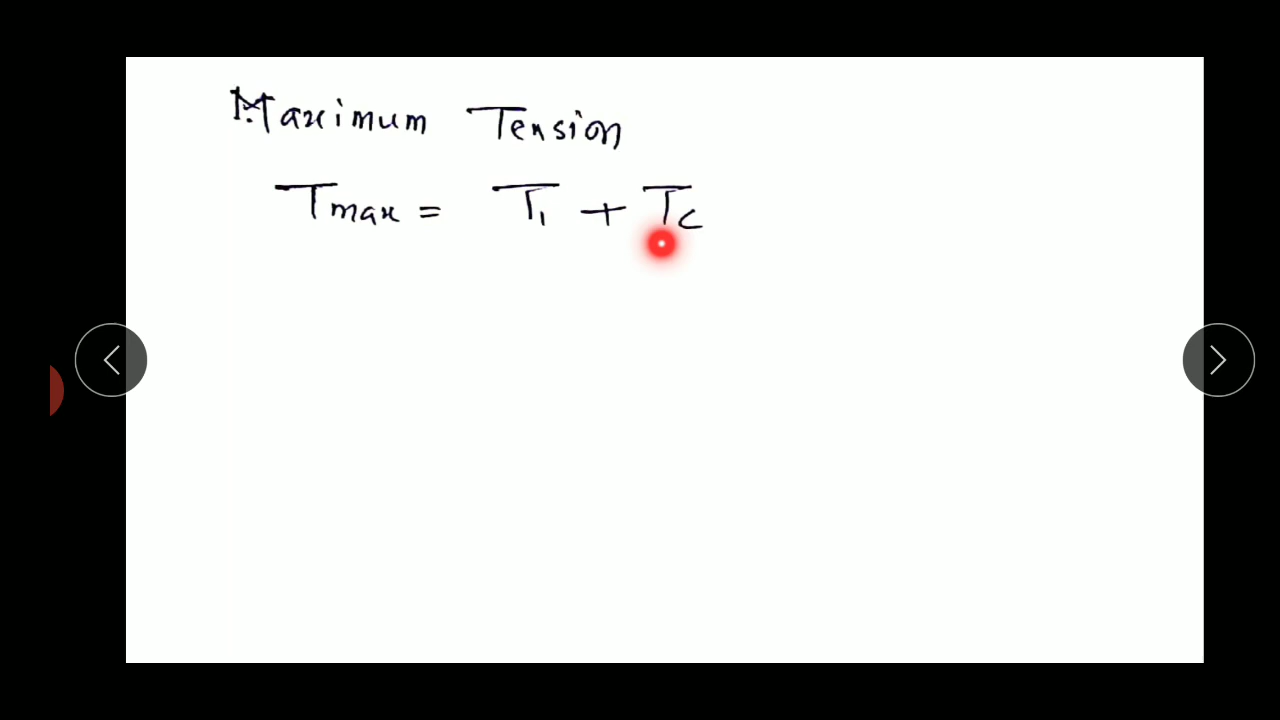 Maximum Tension
Tmax = T1 + Tc